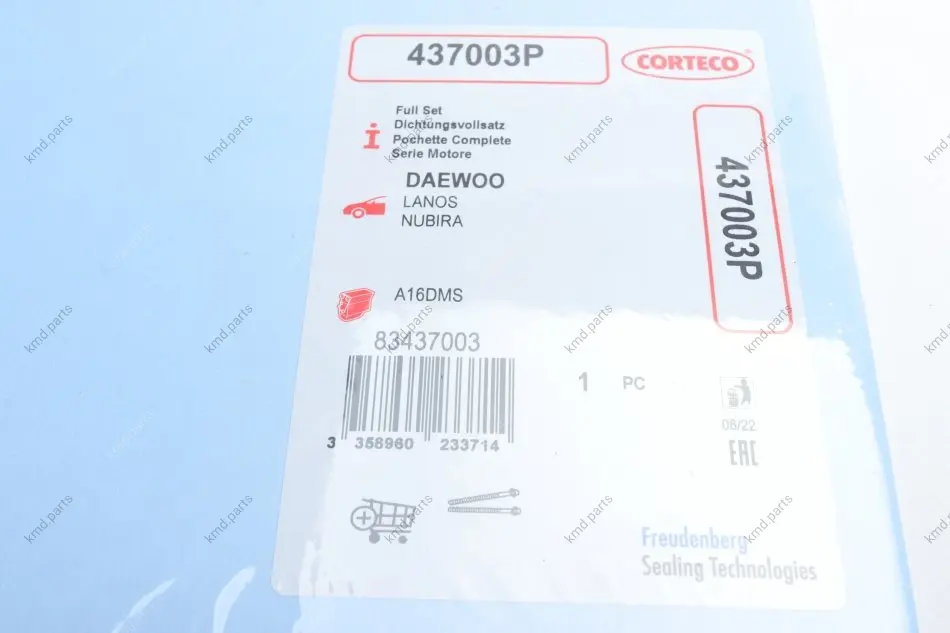 437003P
CORTECO
Full Set
Dichtungsvollsatz
Pochette Complete
Serie Motore
DAEWOO
LANOS
NUBIRA
437003P
A16DMS
83437003
1 PC
3 358960 233714
08/22
EAC
Freudenberg
Sealing Technologies
kmd.parts